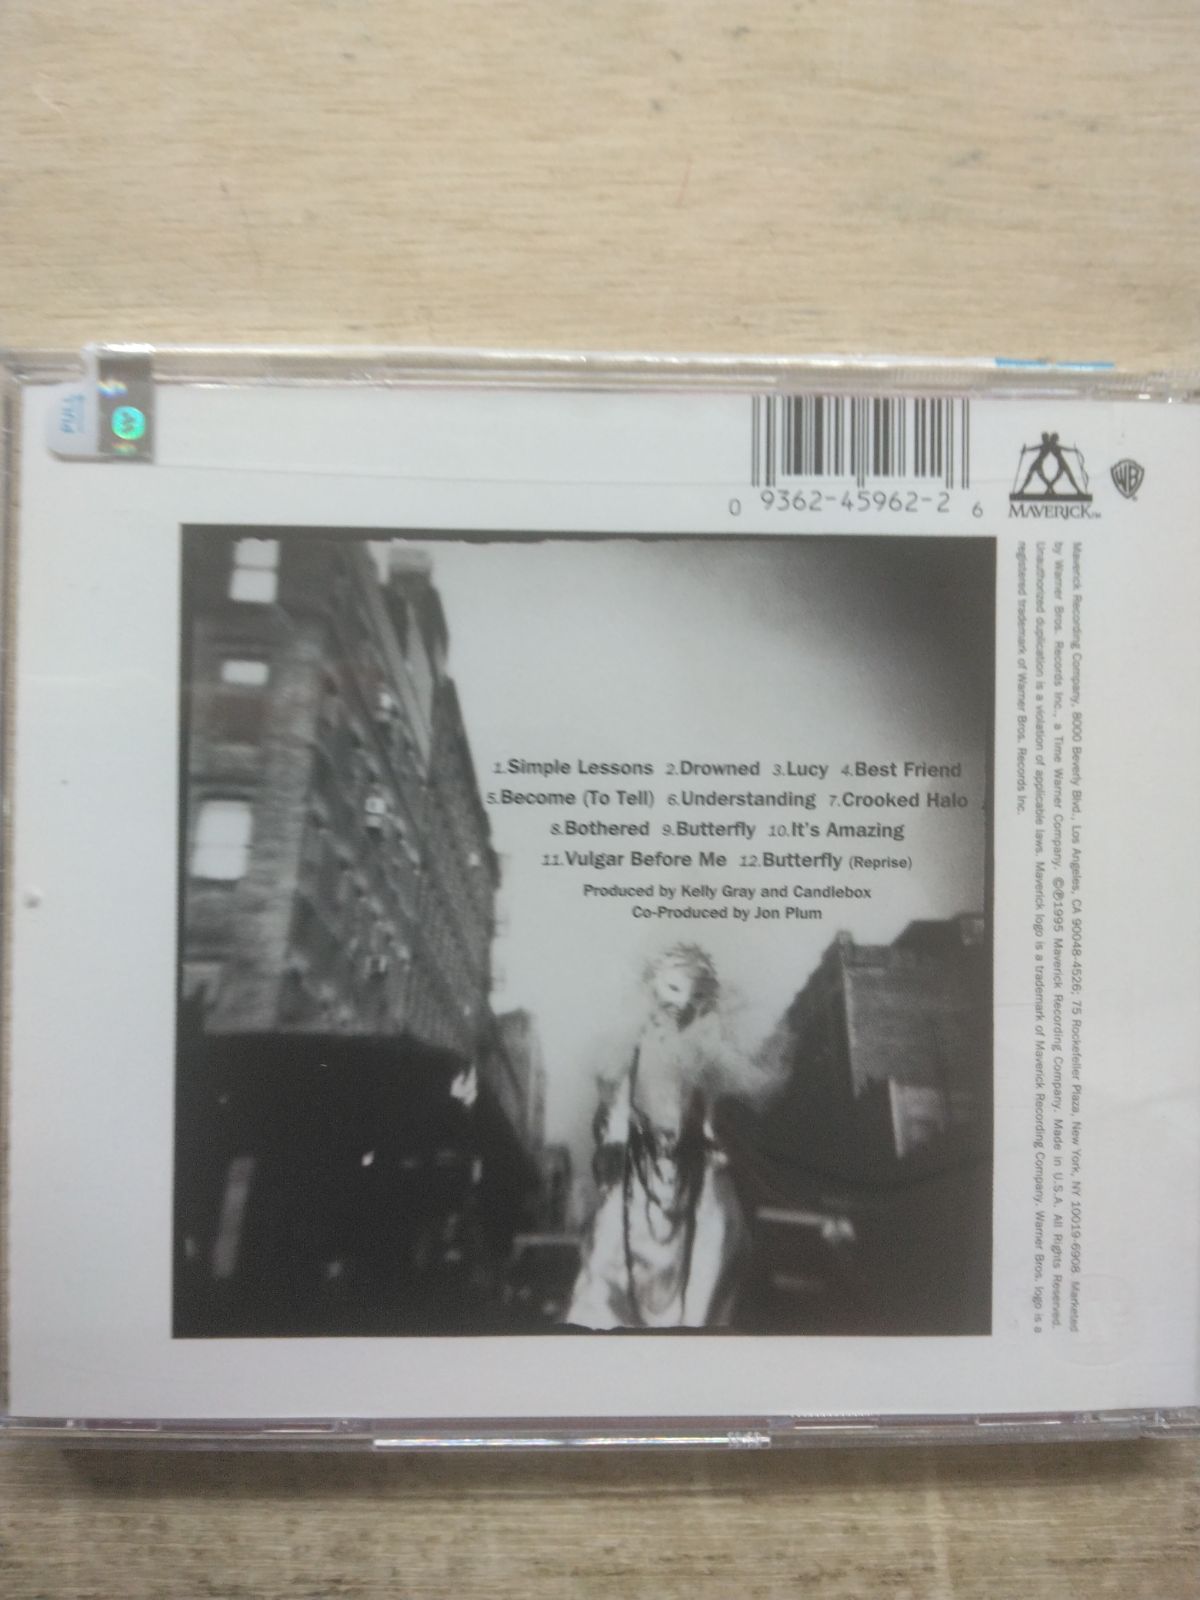 0 9362-45962-2 6
MAVERICK™
WB
1.Simple Lessons 2.Drowned 3.Lucy 4.Best Friend
5.Become (To Tell) 6.Understanding 7.Crooked Halo
8.Bothered 9.Butterfly 10.It's Amazing
11.Vulgar Before Me 12.Butterfly (Reprise)
Produced by Kelly Gray and Candlebox
Co-Produced by Jon Plum
Maverick Recording Company, 8000 Beverly Blvd., Los Angeles, CA 90048-4526; 75 Rockefeller Plaza, New York, NY 10019-6908. Marketed
by Warner Bros. Records Inc., a Time Warner Company. ©℗1995 Maverick Recording Company. Made in U.S.A. All Rights Reserved.
Unauthorized duplication is a violation of applicable laws. Maverick logo is a trademark of Maverick Recording Company. Warner Bros. logo is a
registered trademark of Warner Bros. Records Inc.